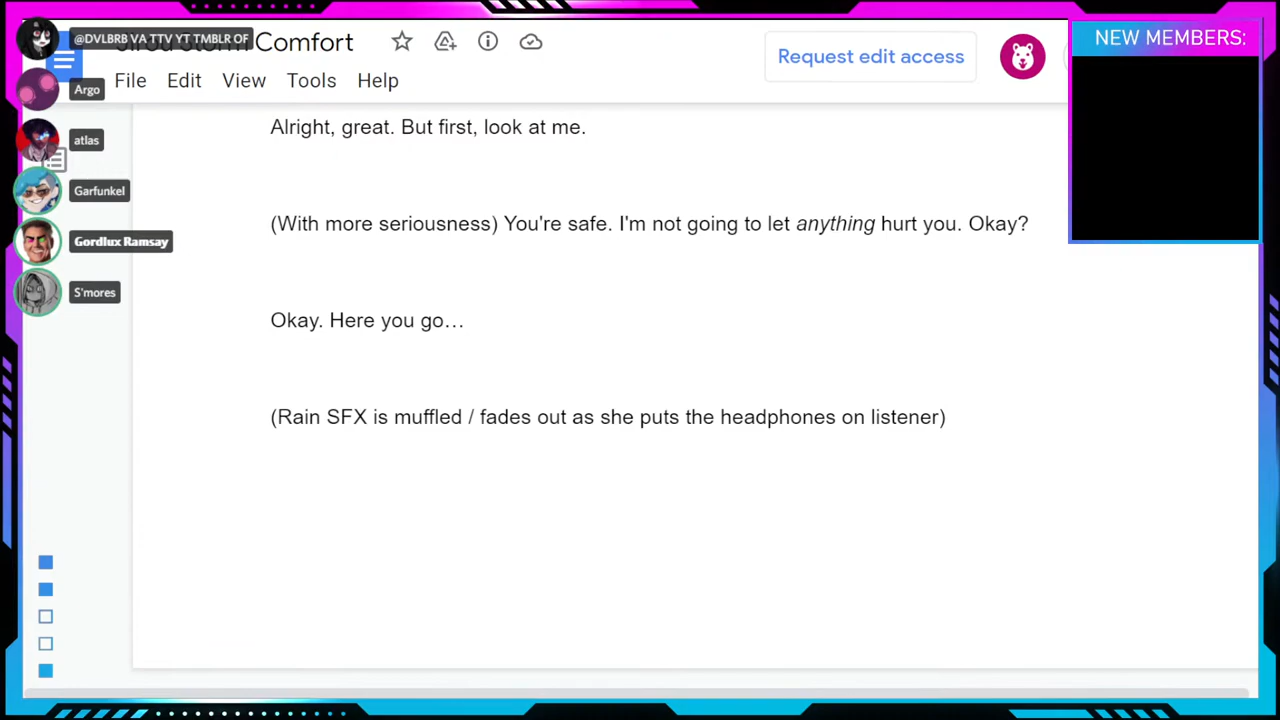 @DVLBRB VA TTV YT TMBLR OF
Comfort
NEW MEMBERS:
Request edit access
File Edit View Tools Help
Argo
atlas
Garfunkel
Gordlux Ramsay
S'mores
Alright, great. But first, look at me.
(With more seriousness) You're safe. I'm not going to let anything hurt you. Okay?
Okay. Here you go…
(Rain SFX is muffled / fades out as she puts the headphones on listener)